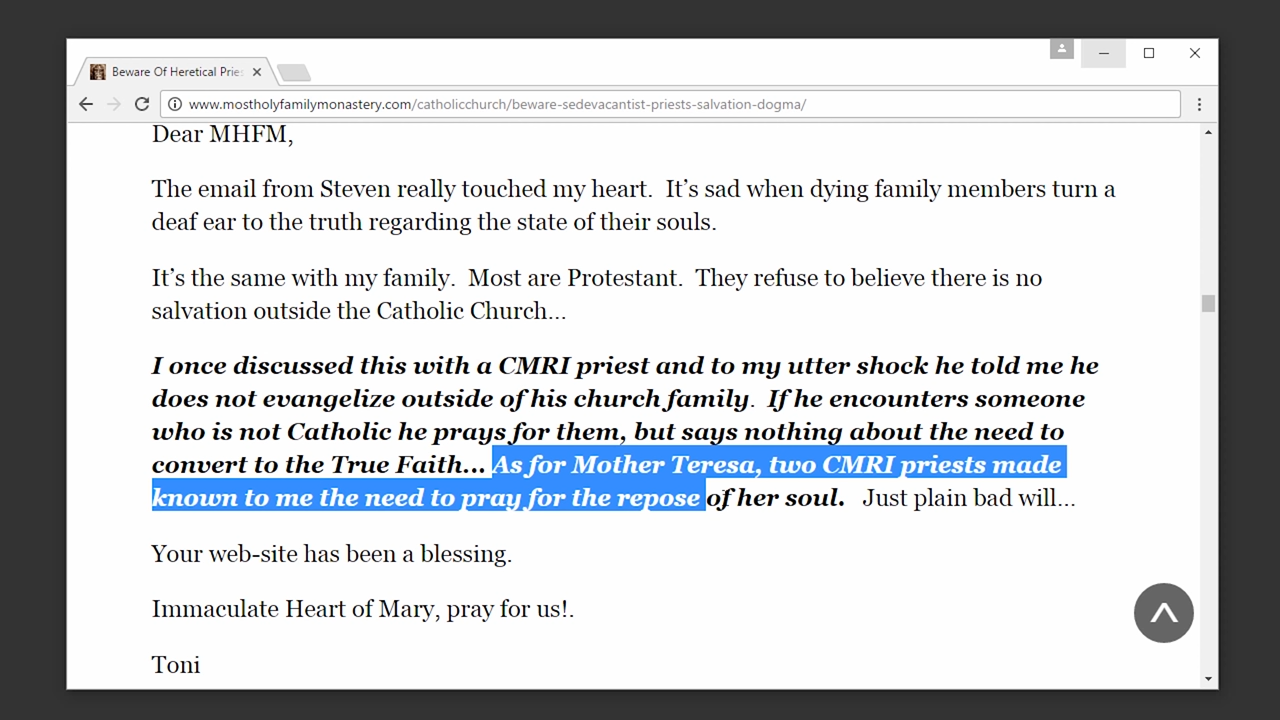 Beware Of Heretical Prie
www.mostholyfamilymonastery.com/catholicchurch/beware-sedevacantist-priests-salvation-dogma/
Dear MHFM,
The email from Steven really touched my heart.  It’s sad when dying family members turn a
deaf ear to the truth regarding the state of their souls.
It’s the same with my family.  Most are Protestant.  They refuse to believe there is no
salvation outside the Catholic Church…
I once discussed this with a CMRI priest and to my utter shock he told me he
does not evangelize outside of his church family.  If he encounters someone
who is not Catholic he prays for them, but says nothing about the need to
convert to the True Faith… As for Mother Teresa, two CMRI priests made
known to me the need to pray for the repose of her soul.   Just plain bad will…
Your web-site has been a blessing.
Immaculate Heart of Mary, pray for us!.
Toni